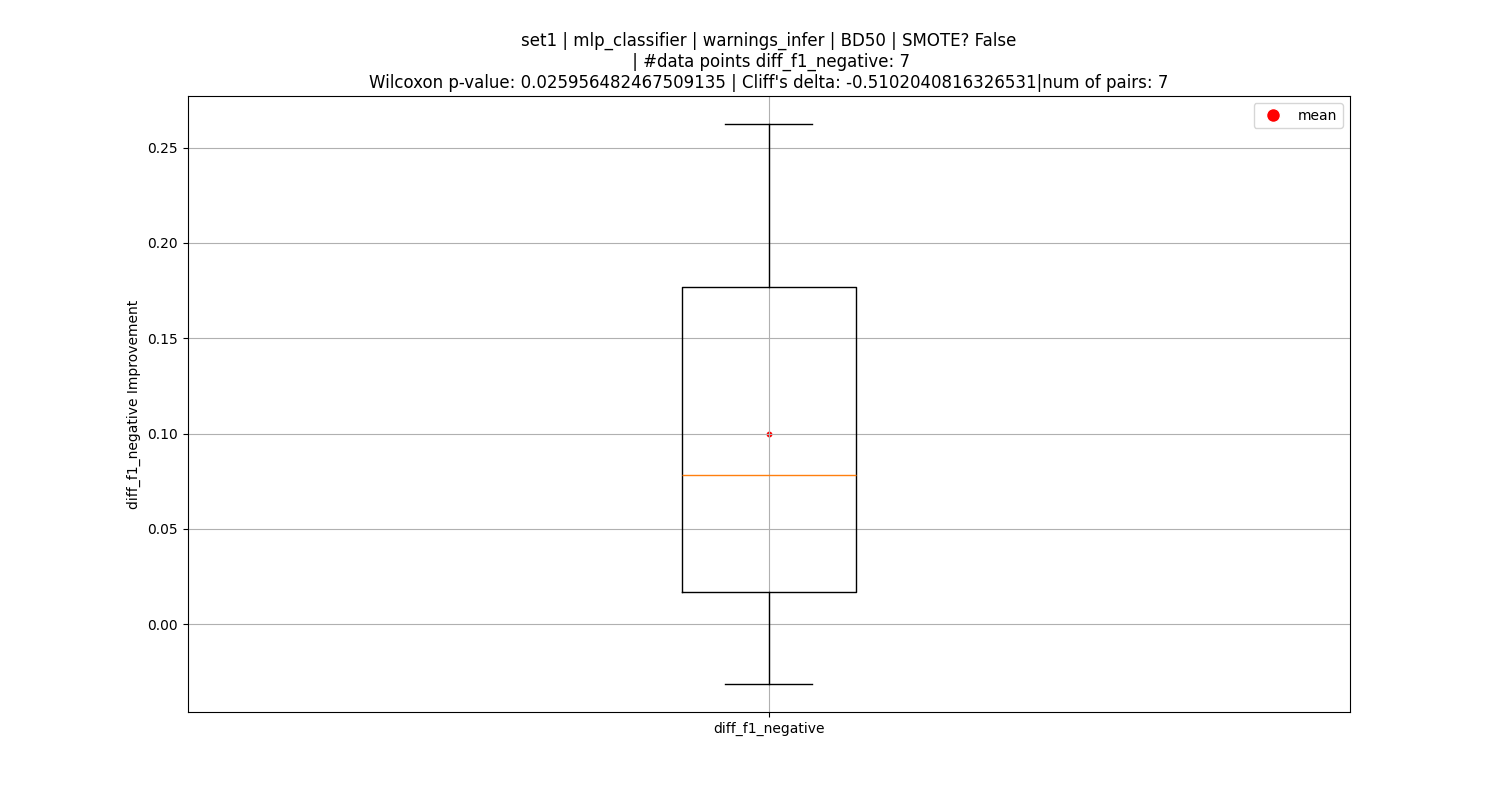 set1 | mlp_classifier | warnings_infer | BD50 | SMOTE? False
| #data points diff_f1_negative: 7
Wilcoxon p-value: 0.025956482467509135 | Cliff's delta: -0.5102040816326531|num of pairs: 7
mean
0.25
0.20
0.15
0.10
0.05
0.00
diff_f1_negative Improvement
diff_f1_negative